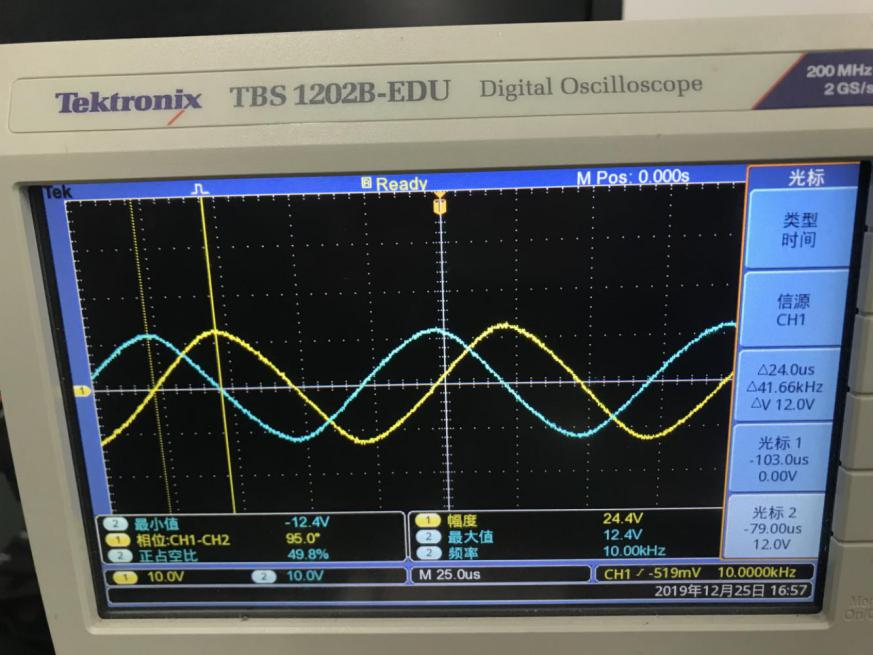 Tektronix TBS 1202B-EDU Digital Oscilloscope
200 MHz
2 GS/s
Tek Ready M Pos: 0.000s
光标
类型
时间
信源
CH1
△24.0us
△41.66kHz
△V 12.0V
光标 1
-103.0us
0.00V
光标 2
-79.00us
12.0V
1
2 最小值 -12.4V
1 相位:CH1-CH2 95.0°
2 正占空比 49.8%
1 幅度 24.4V
2 最大值 12.4V
2 频率 10.00kHz
1 10.0V 2 10.0V M 25.0us CH1 -519mV 10.0000kHz
2019年12月25日 16:57